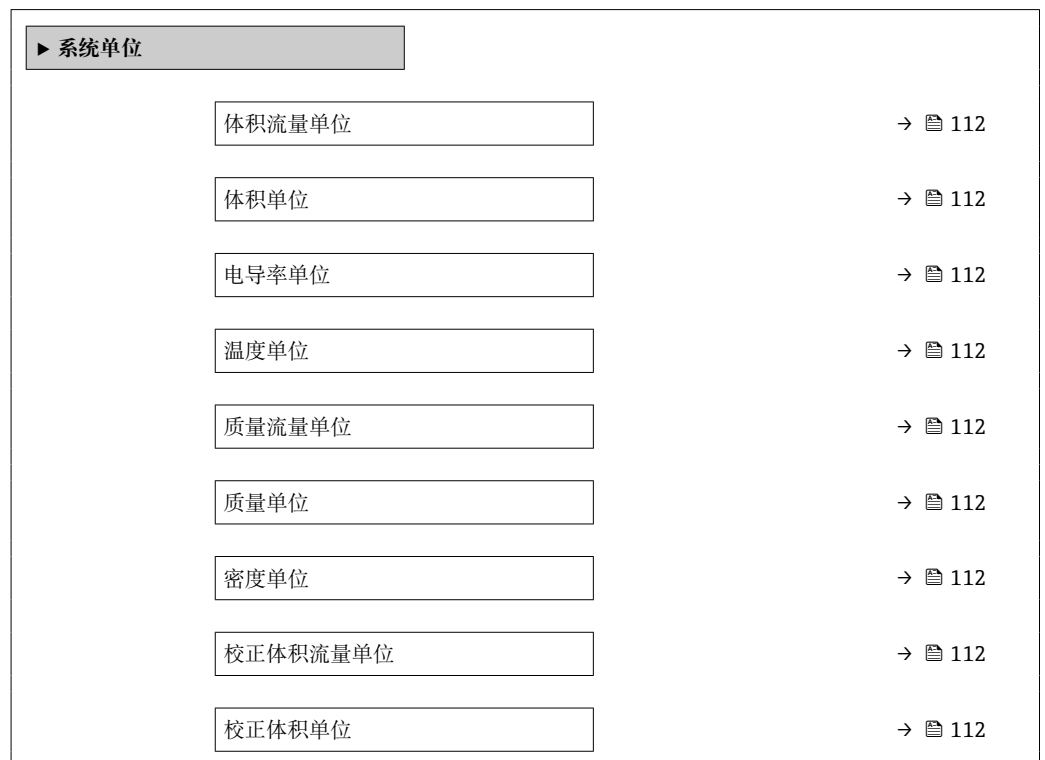 ▶ 系统单位
体积流量单位 → 🖺 112
体积单位 → 🖺 112
电导率单位 → 🖺 112
温度单位 → 🖺 112
质量流量单位 → 🖺 112
质量单位 → 🖺 112
密度单位 → 🖺 112
校正体积流量单位 → 🖺 112
校正体积单位 → 🖺 112